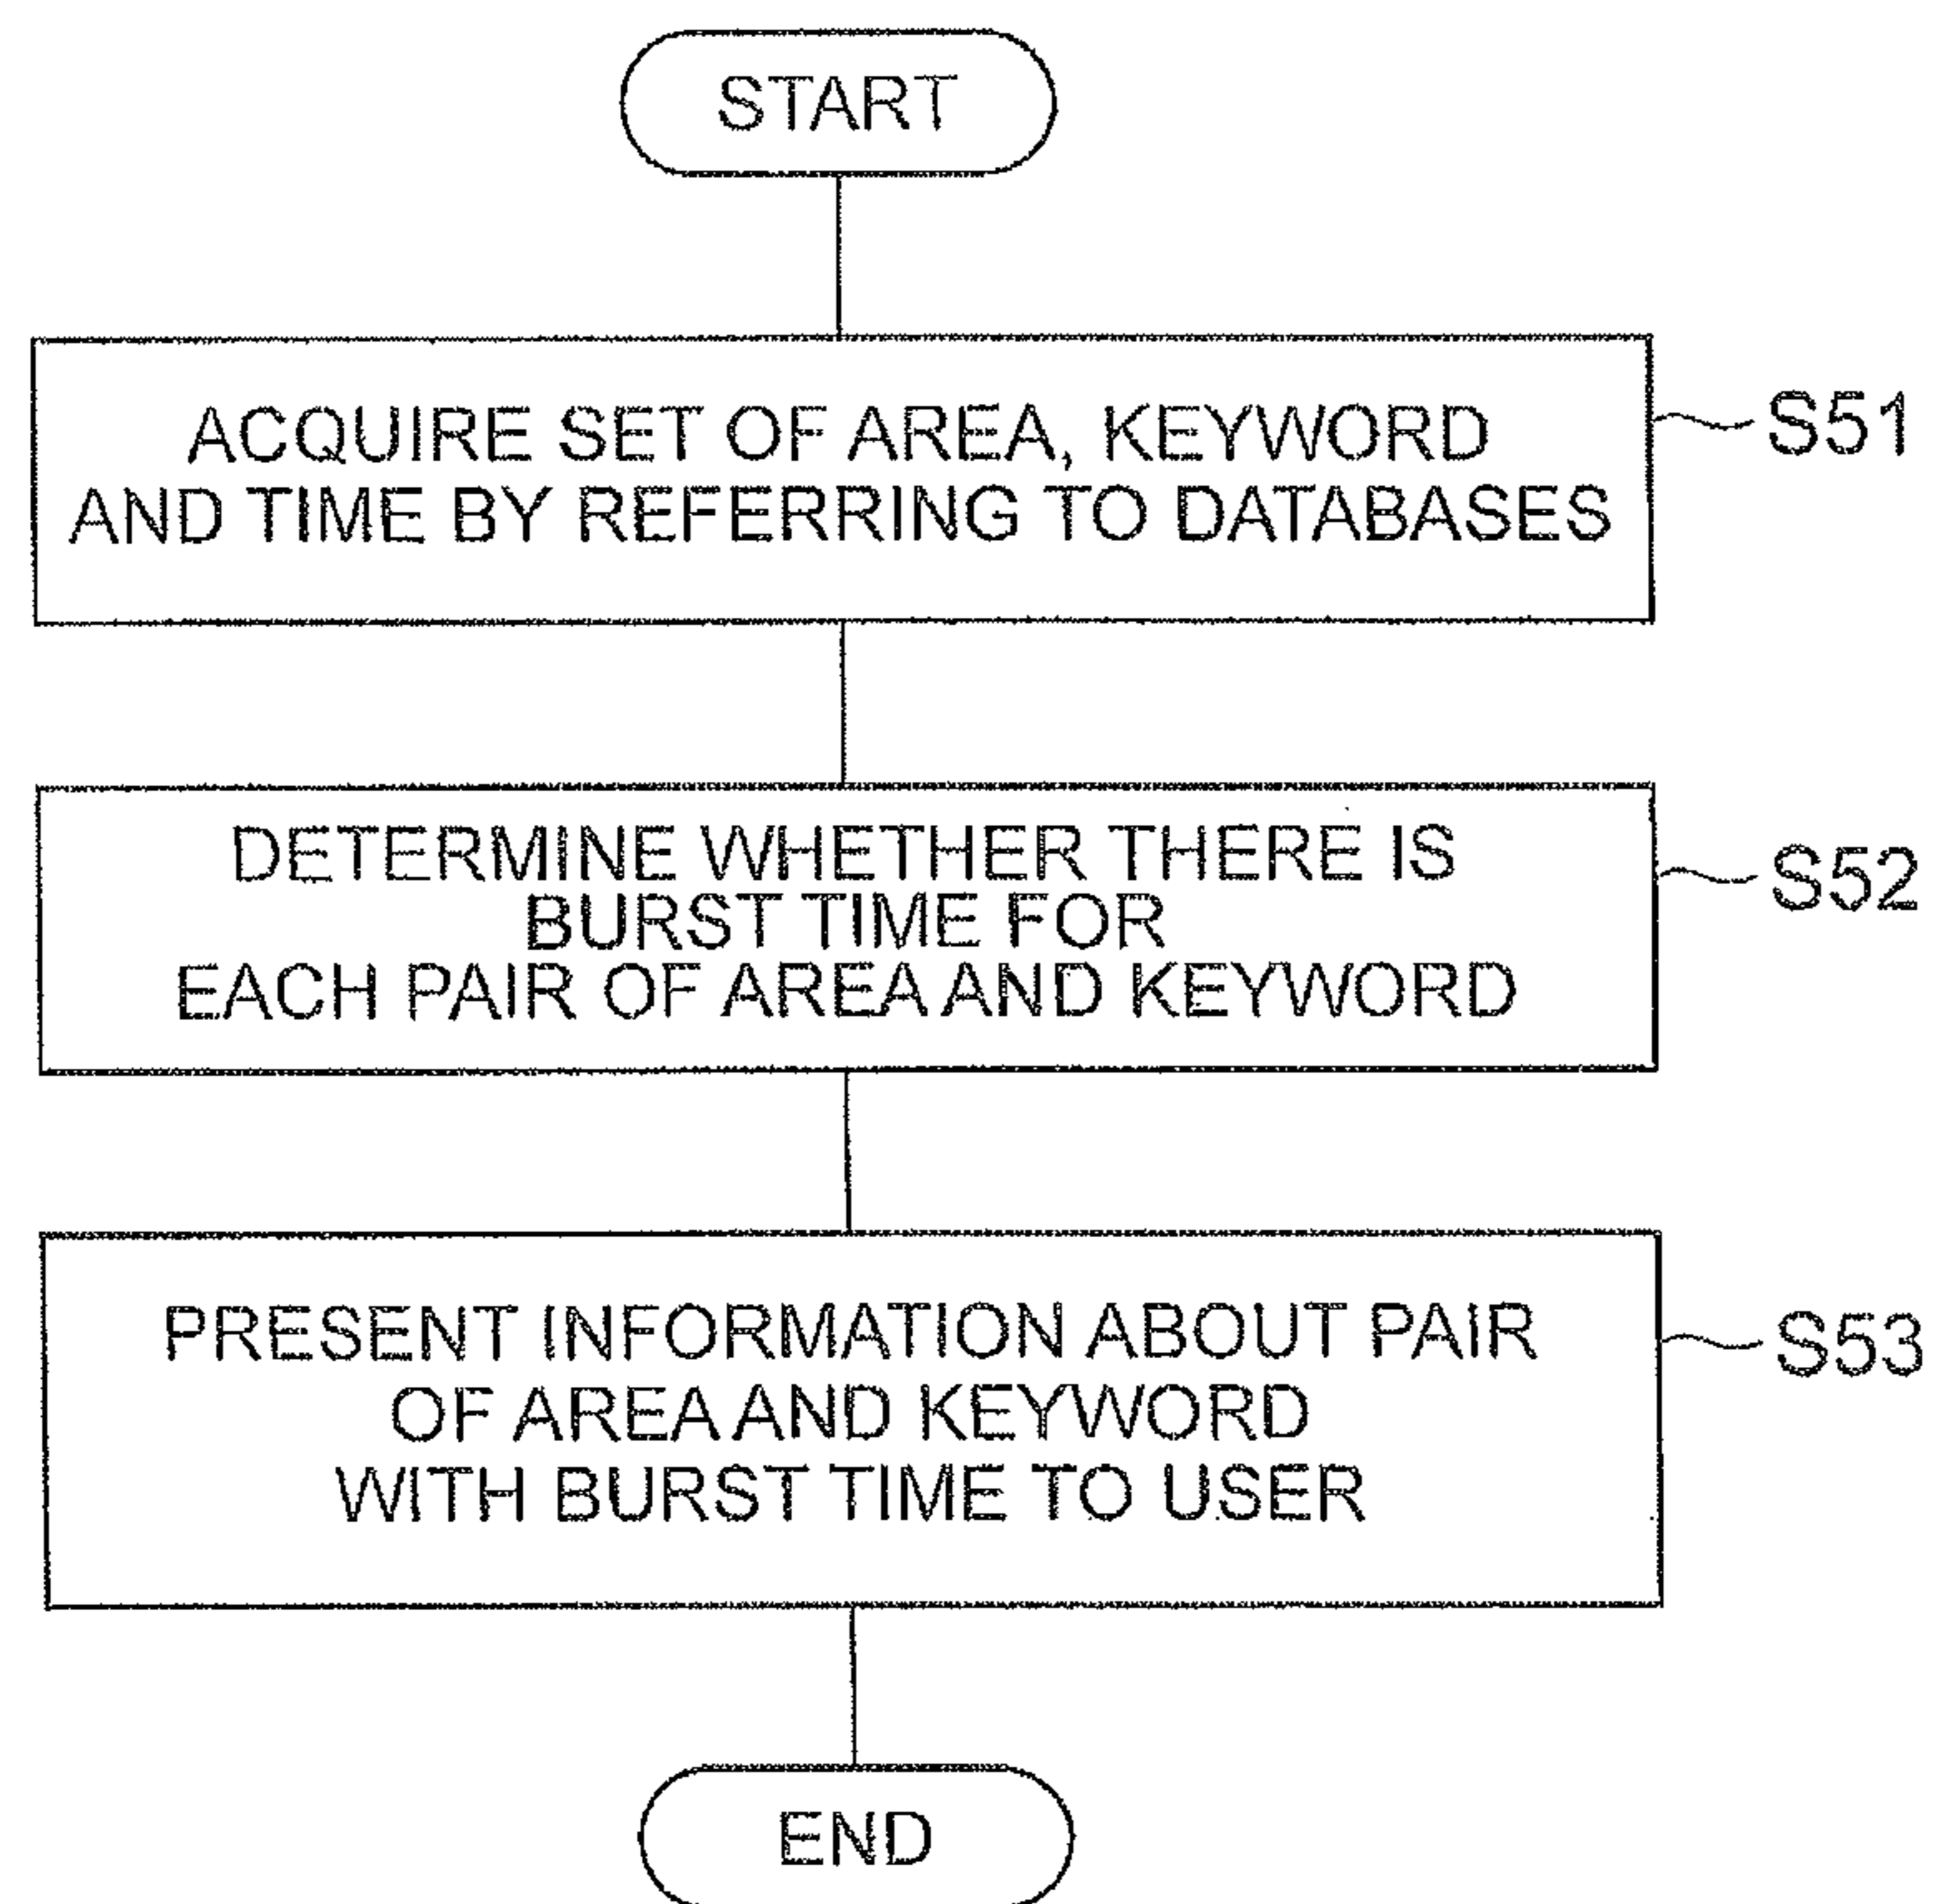 START
ACQUIRE SET OF AREA, KEYWORD
AND TIME BY REFERRING TO DATABASES
S51
DETERMINE WHETHER THERE IS
BURST TIME FOR
EACH PAIR OF AREA AND KEYWORD
S52
PRESENT INFORMATION ABOUT PAIR
OF AREA AND KEYWORD
WITH BURST TIME TO USER
S53
END